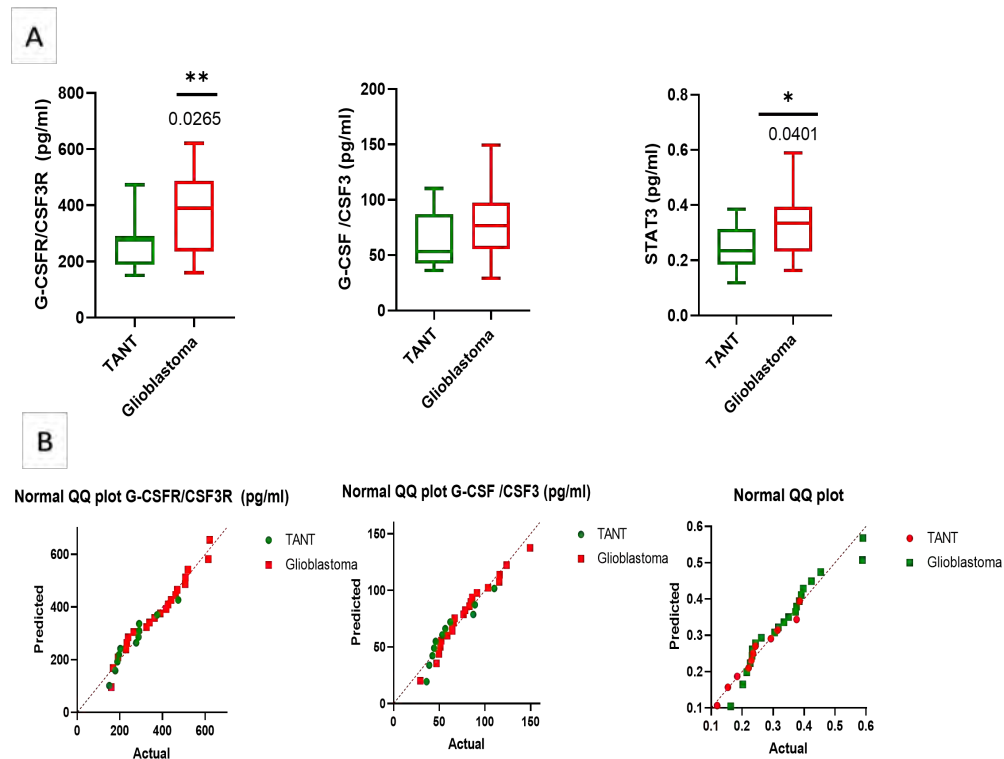 A
**
0.0265
800
600
400
200
0
G-CSFR/CSF3R (pg/ml)
TANT
Glioblastoma
200
150
100
50
0
G-CSF /CSF3 (pg/ml)
TANT
Glioblastoma
*
0.0401
0.8
0.6
0.4
0.2
0.0
STAT3 (pg/ml)
TANT
Glioblastoma
B
Normal QQ plot G-CSFR/CSF3R (pg/ml)
TANT
Glioblastoma
600
400
200
0
Predicted
0 200 400 600
Actual
Normal QQ plot G-CSF /CSF3 (pg/ml)
TANT
Glioblastoma
150
100
50
0
Predicted
0 50 100 150
Actual
Normal QQ plot
TANT
Glioblastoma
0.6
0.5
0.4
0.3
0.2
0.1
Predicted
0.1 0.2 0.3 0.4 0.5 0.6
Actual